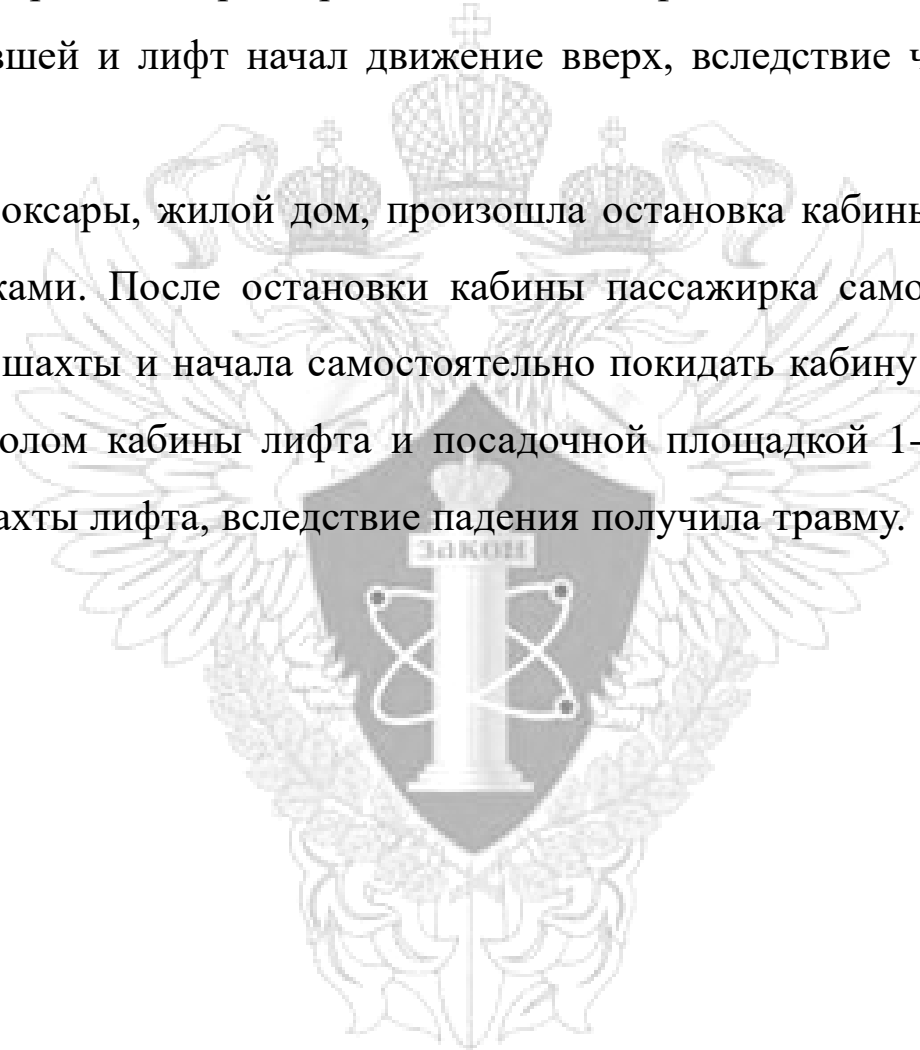 вшей и лифт начал движение вверх, вследствие
оксары, жилой дом, произошла остановка кабины
ками. После остановки кабины пассажирка само
шахты и начала самостоятельно покидать кабину
олом кабины лифта и посадочной площадкой 1-
ахты лифта, вследствие падения получила травму.
ЗАКОН